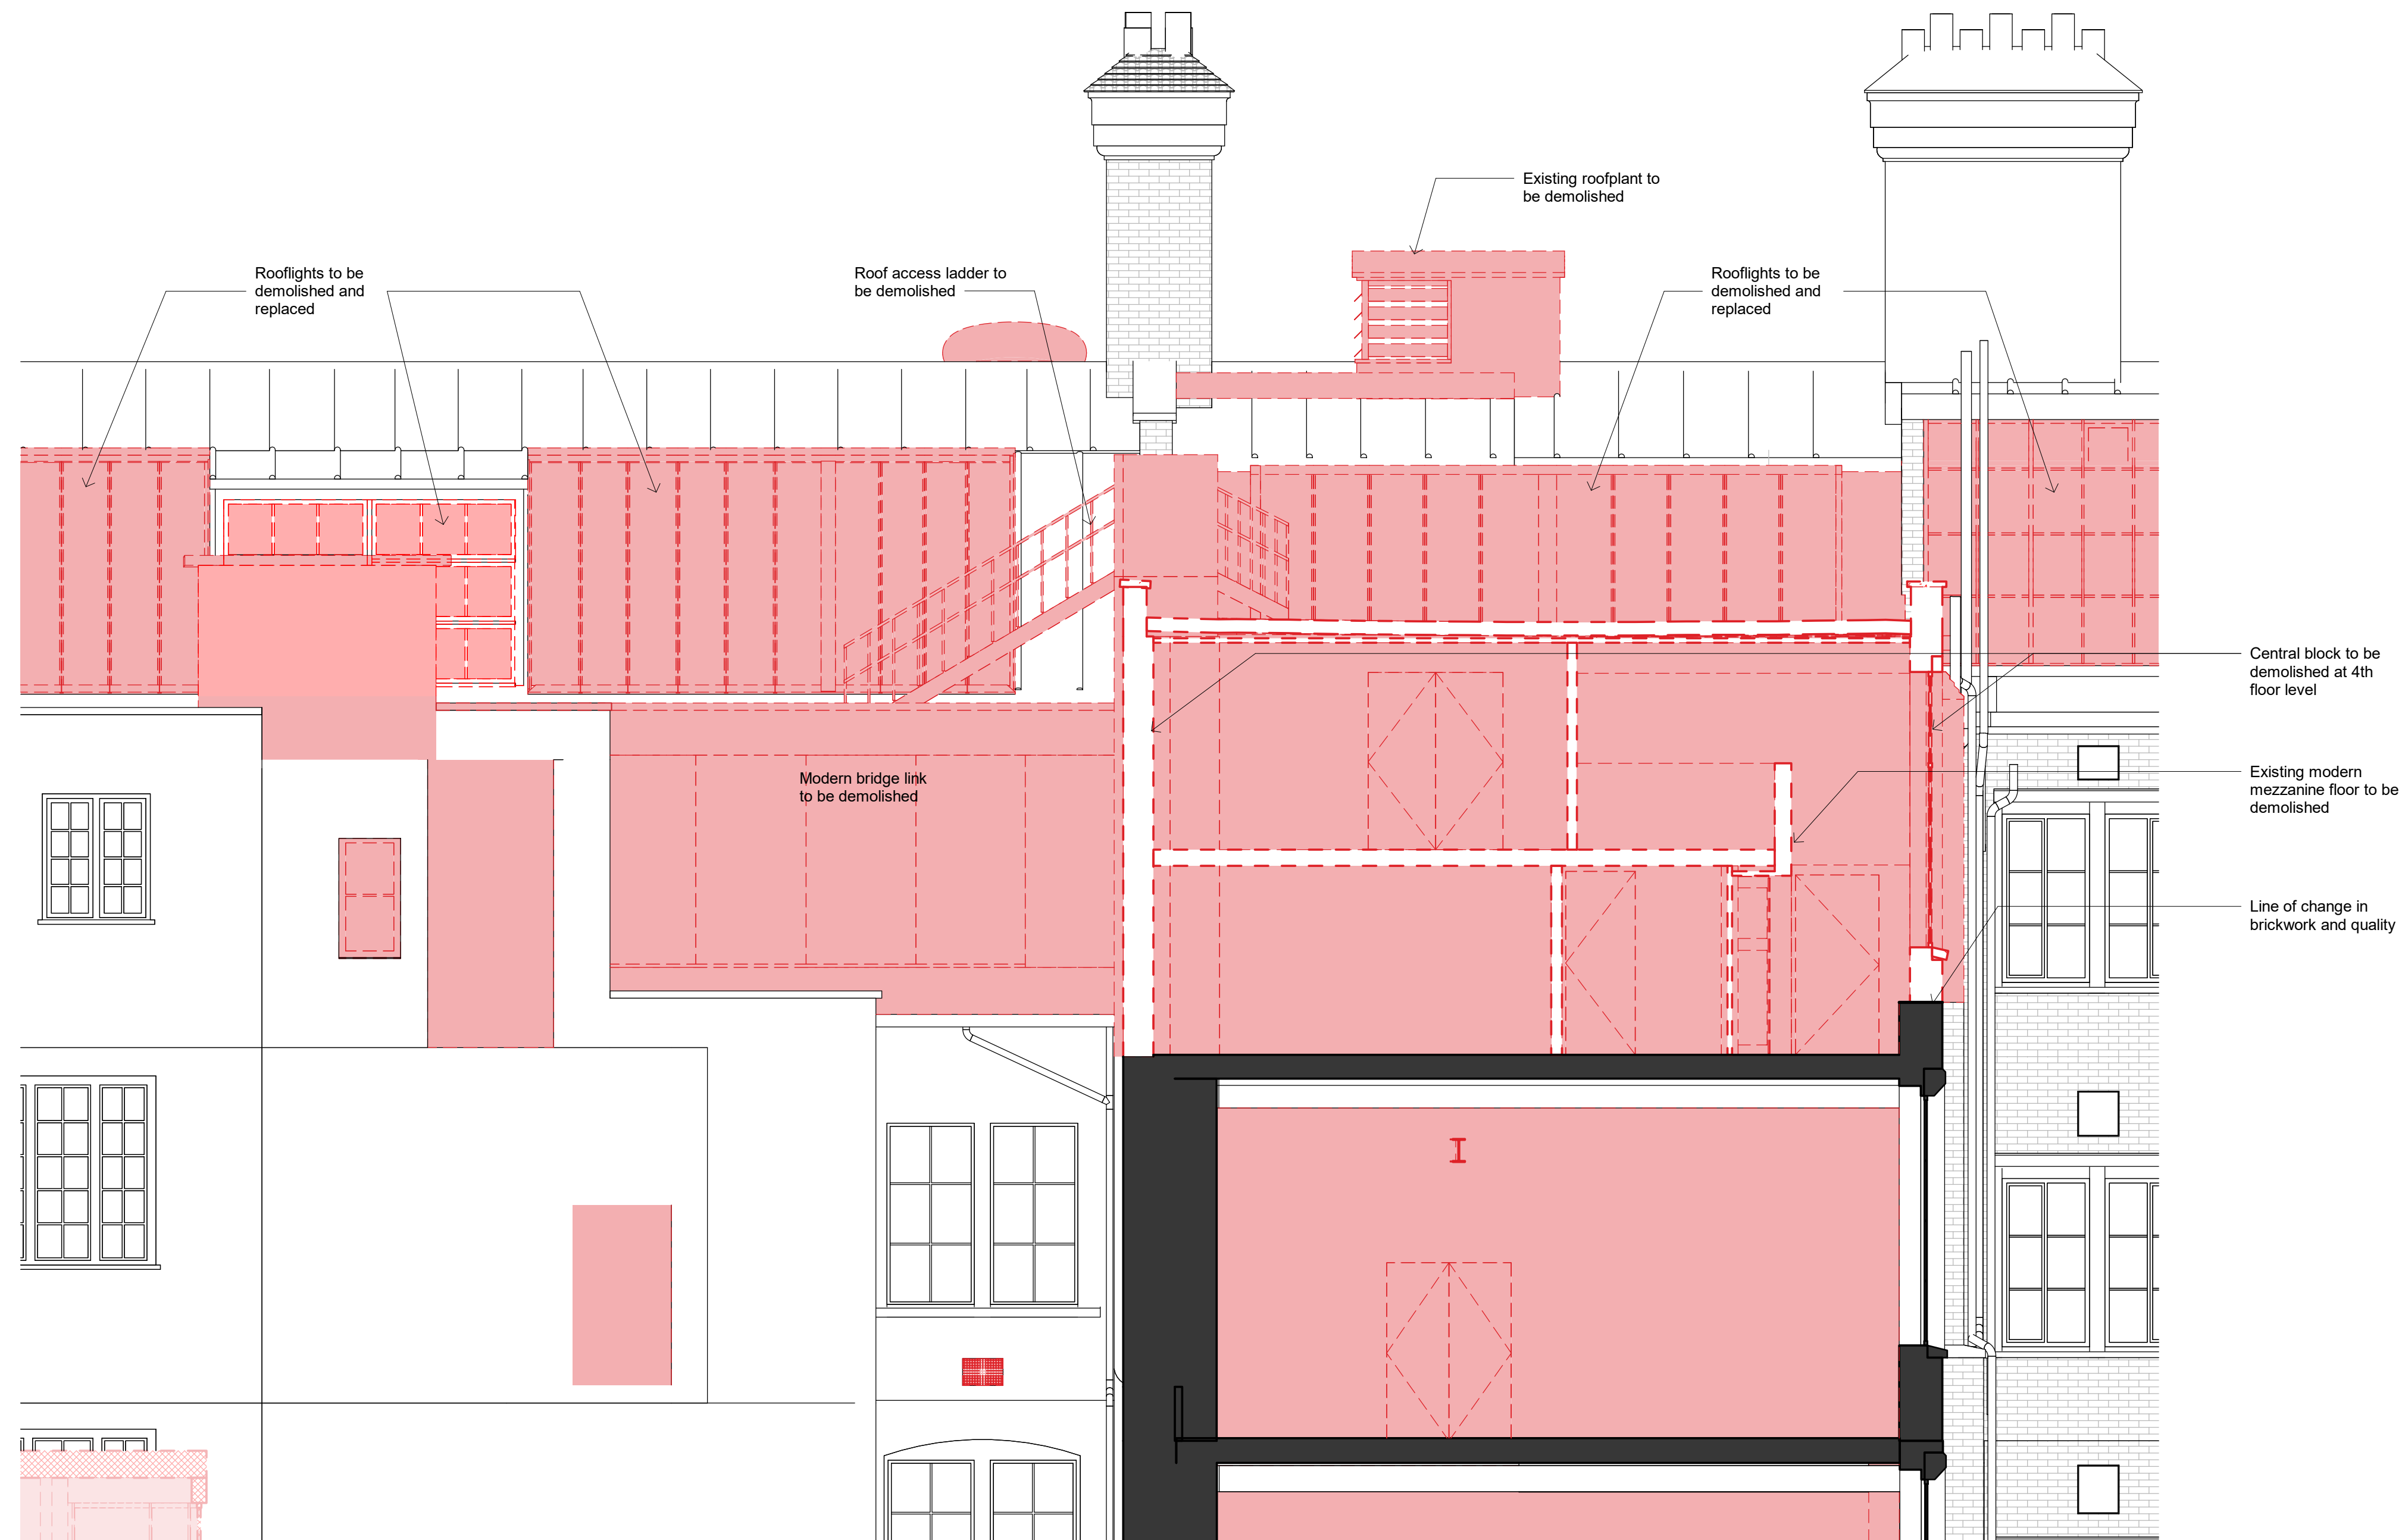 Existing roofplant to
be demolished
Rooflights to be
demolished and
replaced
Roof access ladder to
be demolished
Rooflights to be
demolished and
replaced
Central block to be
demolished at 4th
floor level
Modern bridge link
to be demolished
Existing modern
mezzanine floor to be
demolished
Line of change in
brickwork and quality